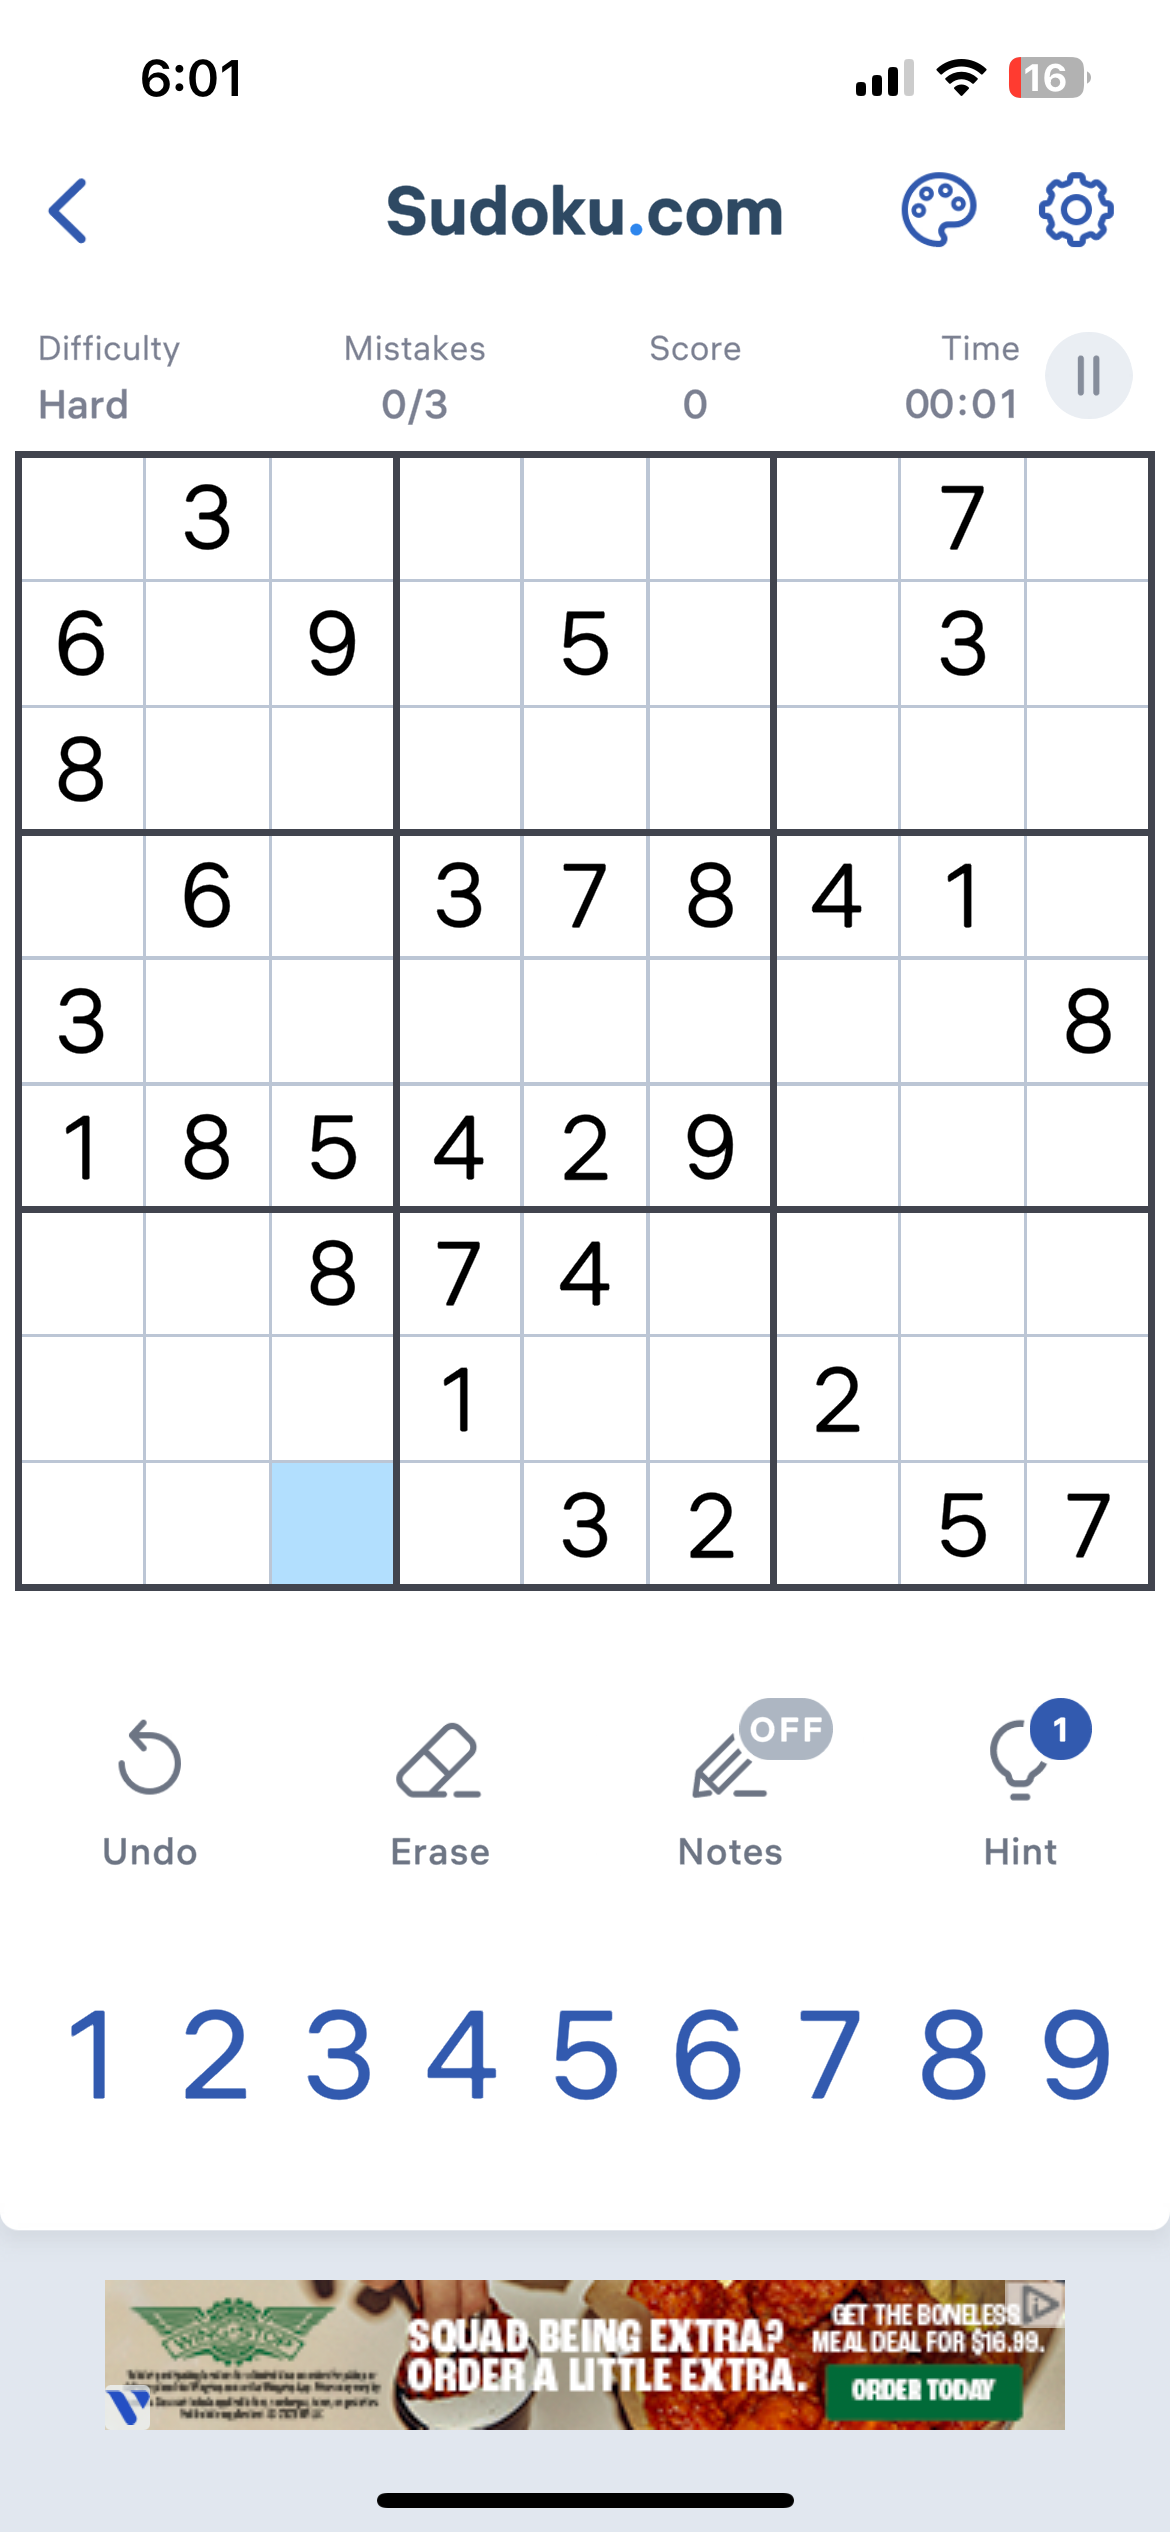 6:01
16
Sudoku.com
Difficulty Mistakes Score Time
Hard 0/3 0 00:01
3 7
6 9 5 3
8
6 3 7 8 4 1
3 8
1 8 5 4 2 9
8 7 4
1 2
3 2 5 7
OFF
1
Undo Erase Notes Hint
1 2 3 4 5 6 7 8 9
WINGSTOP
SQUAD BEING EXTRA?
ORDER A LITTLE EXTRA.
GET THE BONELESS
MEAL DEAL FOR $16.99.
ORDER TODAY